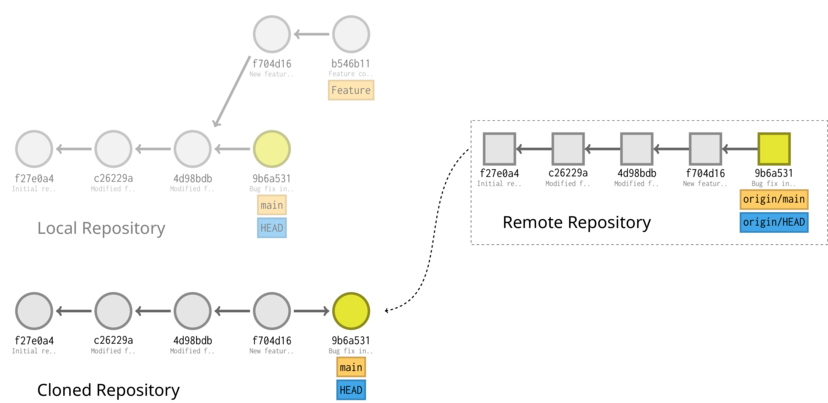 f704d16
New featur..
b546b11
Feature co..
Feature
f27e0a4
Initial re..
c26229a
Modified f..
4d98bdb
Modified f..
9b6a531
Bug fix in..
main
HEAD
Local Repository
f27e0a4
Initial re..
c26229a
Modified f..
4d98bdb
Modified f..
f704d16
New featur..
9b6a531
Bug fix in..
origin/main
origin/HEAD
Remote Repository
f27e0a4
Initial re..
c26229a
Modified f..
4d98bdb
Modified f..
f704d16
New featur..
9b6a531
Bug fix in..
main
HEAD
Cloned Repository